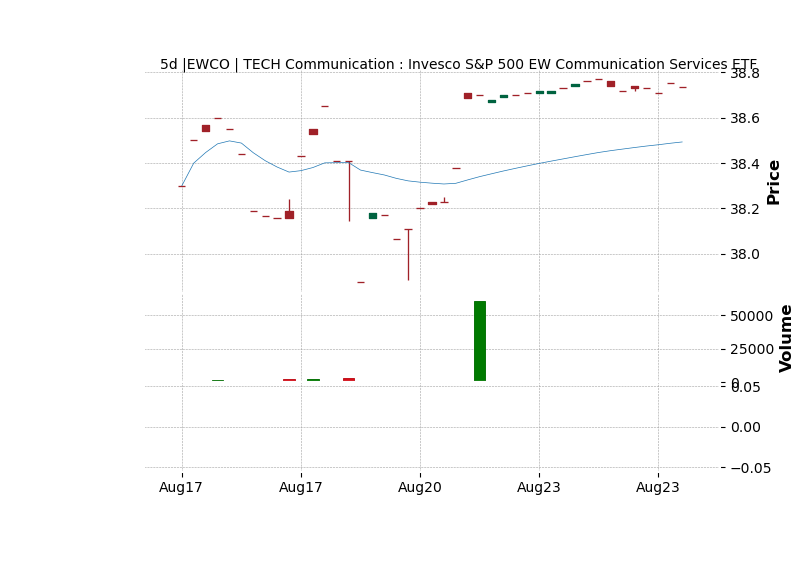 5d |EWCO | TECH Communication : Invesco S&P 500 EW Communication Services ETF
38.8
38.6
38.4
38.2
38.0
Price
50000
25000
0
Volume
0.05
0.00
−0.05
Aug17 Aug17 Aug20 Aug23 Aug23